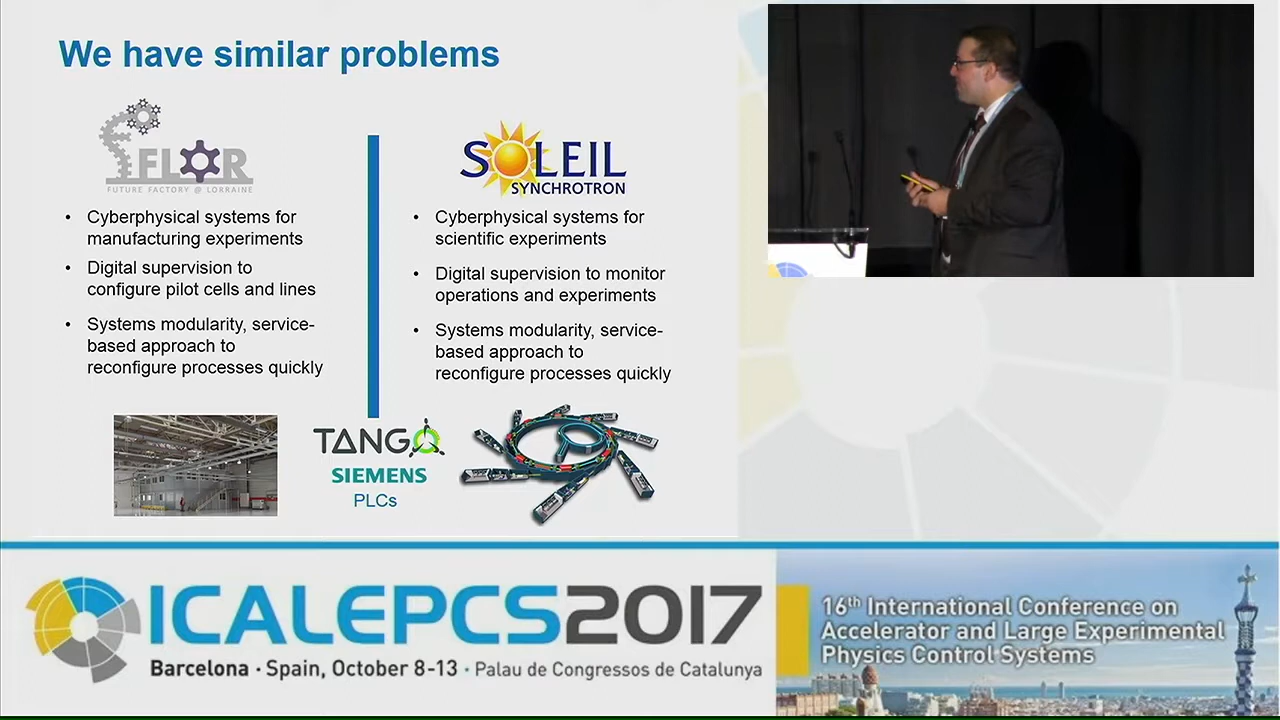 We have similar problems
FLOR
FUTURE FACTORY @ LORRAINE
• Cyberphysical systems for
manufacturing experiments
• Digital supervision to
configure pilot cells and lines
• Systems modularity, service-
based approach to
reconfigure processes quickly
SOLEIL
SYNCHROTRON
• Cyberphysical systems for
scientific experiments
• Digital supervision to monitor
operations and experiments
• Systems modularity, service-
based approach to
reconfigure processes quickly
TANGO
SIEMENS
PLCs
ICALEPCS2017
Barcelona · Spain, October 8-13 · Palau de Congressos de Catalunya
16th International Conference on
Accelerator and Large Experimental
Physics Control Systems